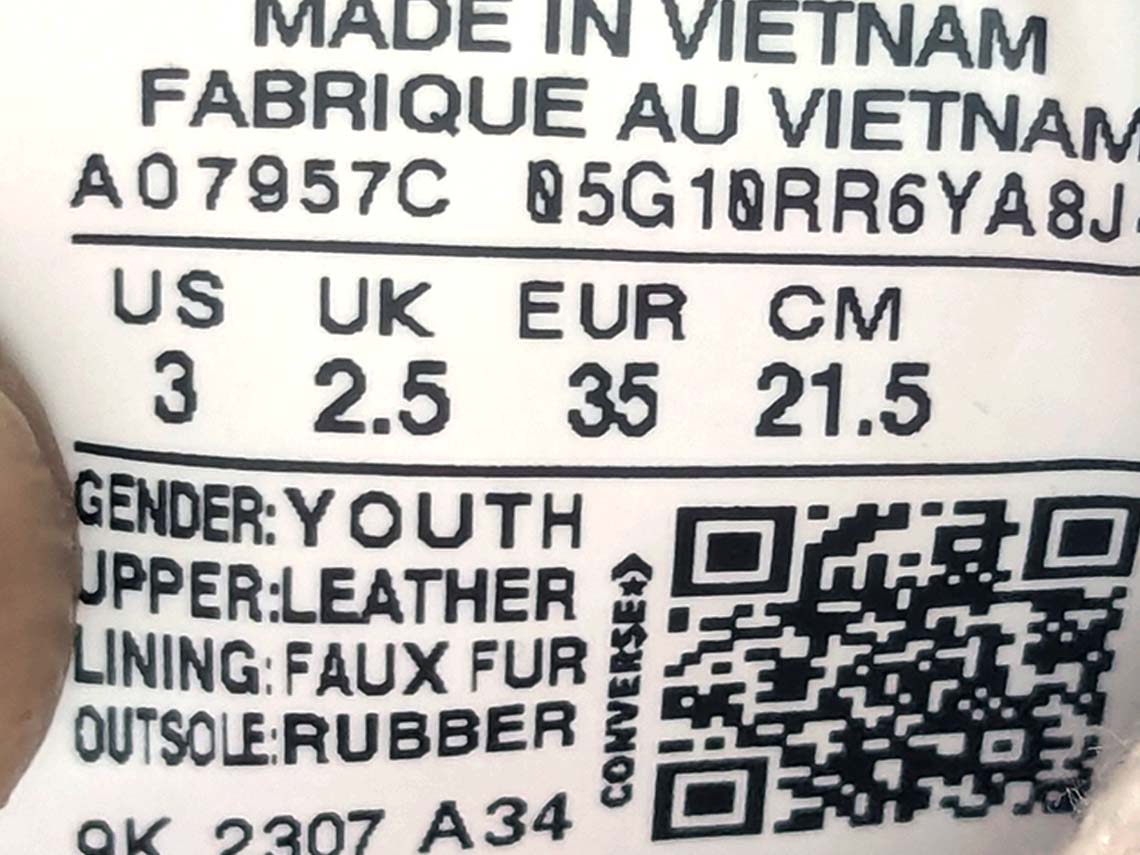 MADE IN VIETNAM
FABRIQUE AU VIETNAM
A07957C 05G10RR6YA8J
US UK EUR CM
3 2.5 35 21.5
GENDER:YOUTH
UPPER:LEATHER
LINING:FAUX FUR
OUTSOLE:RUBBER
CONVERSE
9K 2307 A34